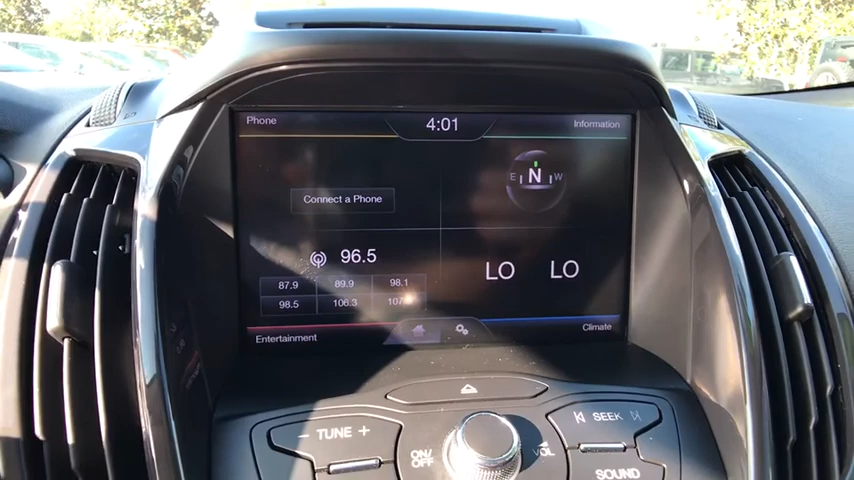 Phone 4:01 Information
E N W
Connect a Phone
96.5
LO LO
87.9 89.9 98.1
98.5 106.3
Entertainment Climate
- TUNE +
ON/
OFF
VOL
SEEK
SOUND